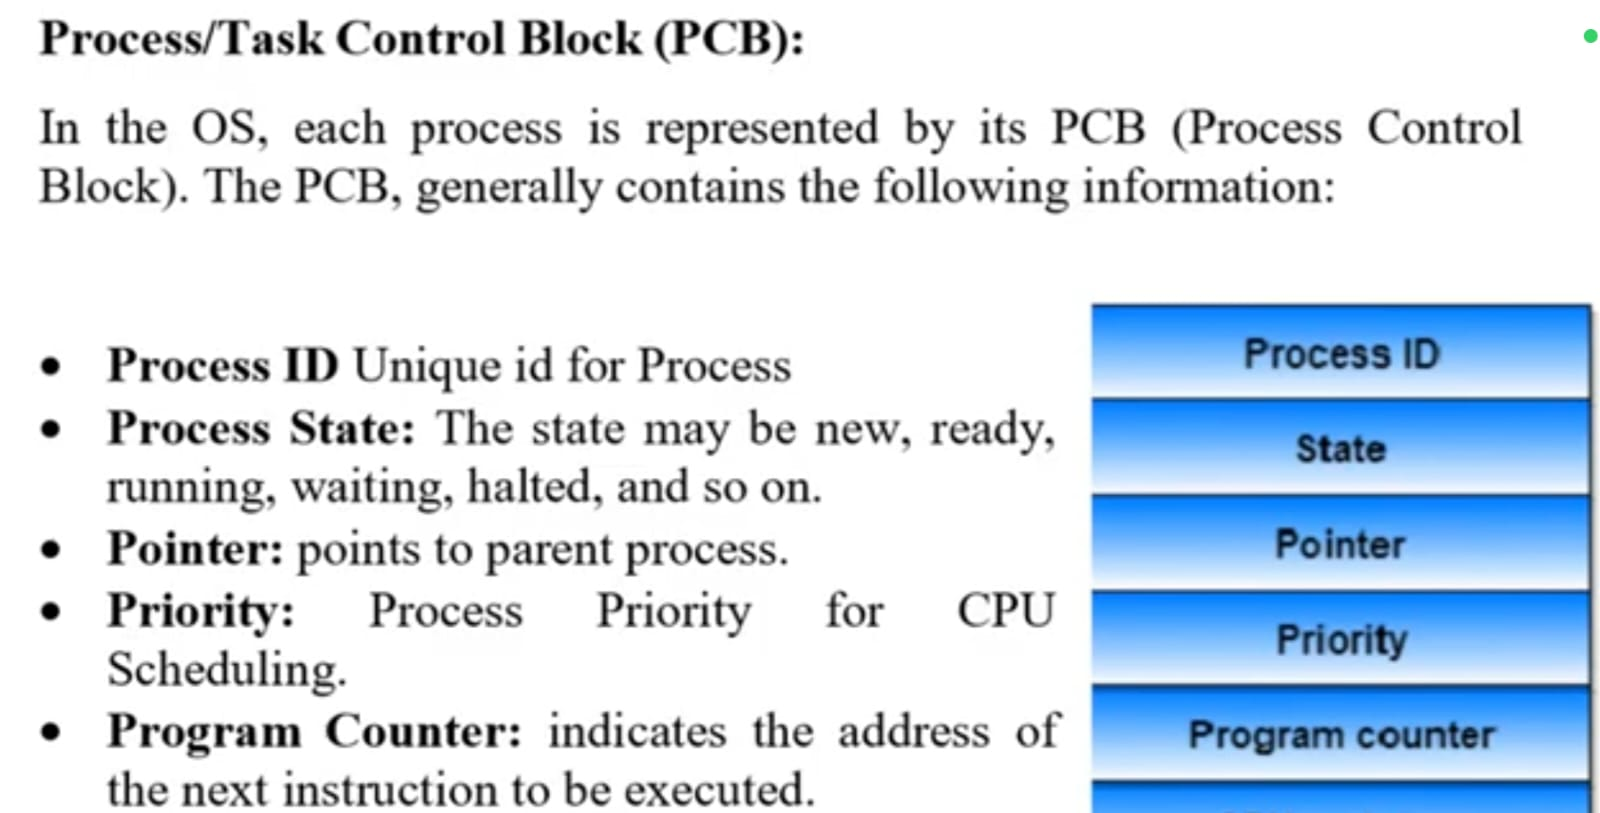 Process/Task Control Block (PCB):
In the OS, each process is represented by its PCB (Process Control
Block). The PCB, generally contains the following information:
• Process ID Unique id for Process
• Process State: The state may be new, ready,
running, waiting, halted, and so on.
• Pointer: points to parent process.
• Priority: Process Priority for CPU
Scheduling.
• Program Counter: indicates the address of
the next instruction to be executed.
Process ID
State
Pointer
Priority
Program counter